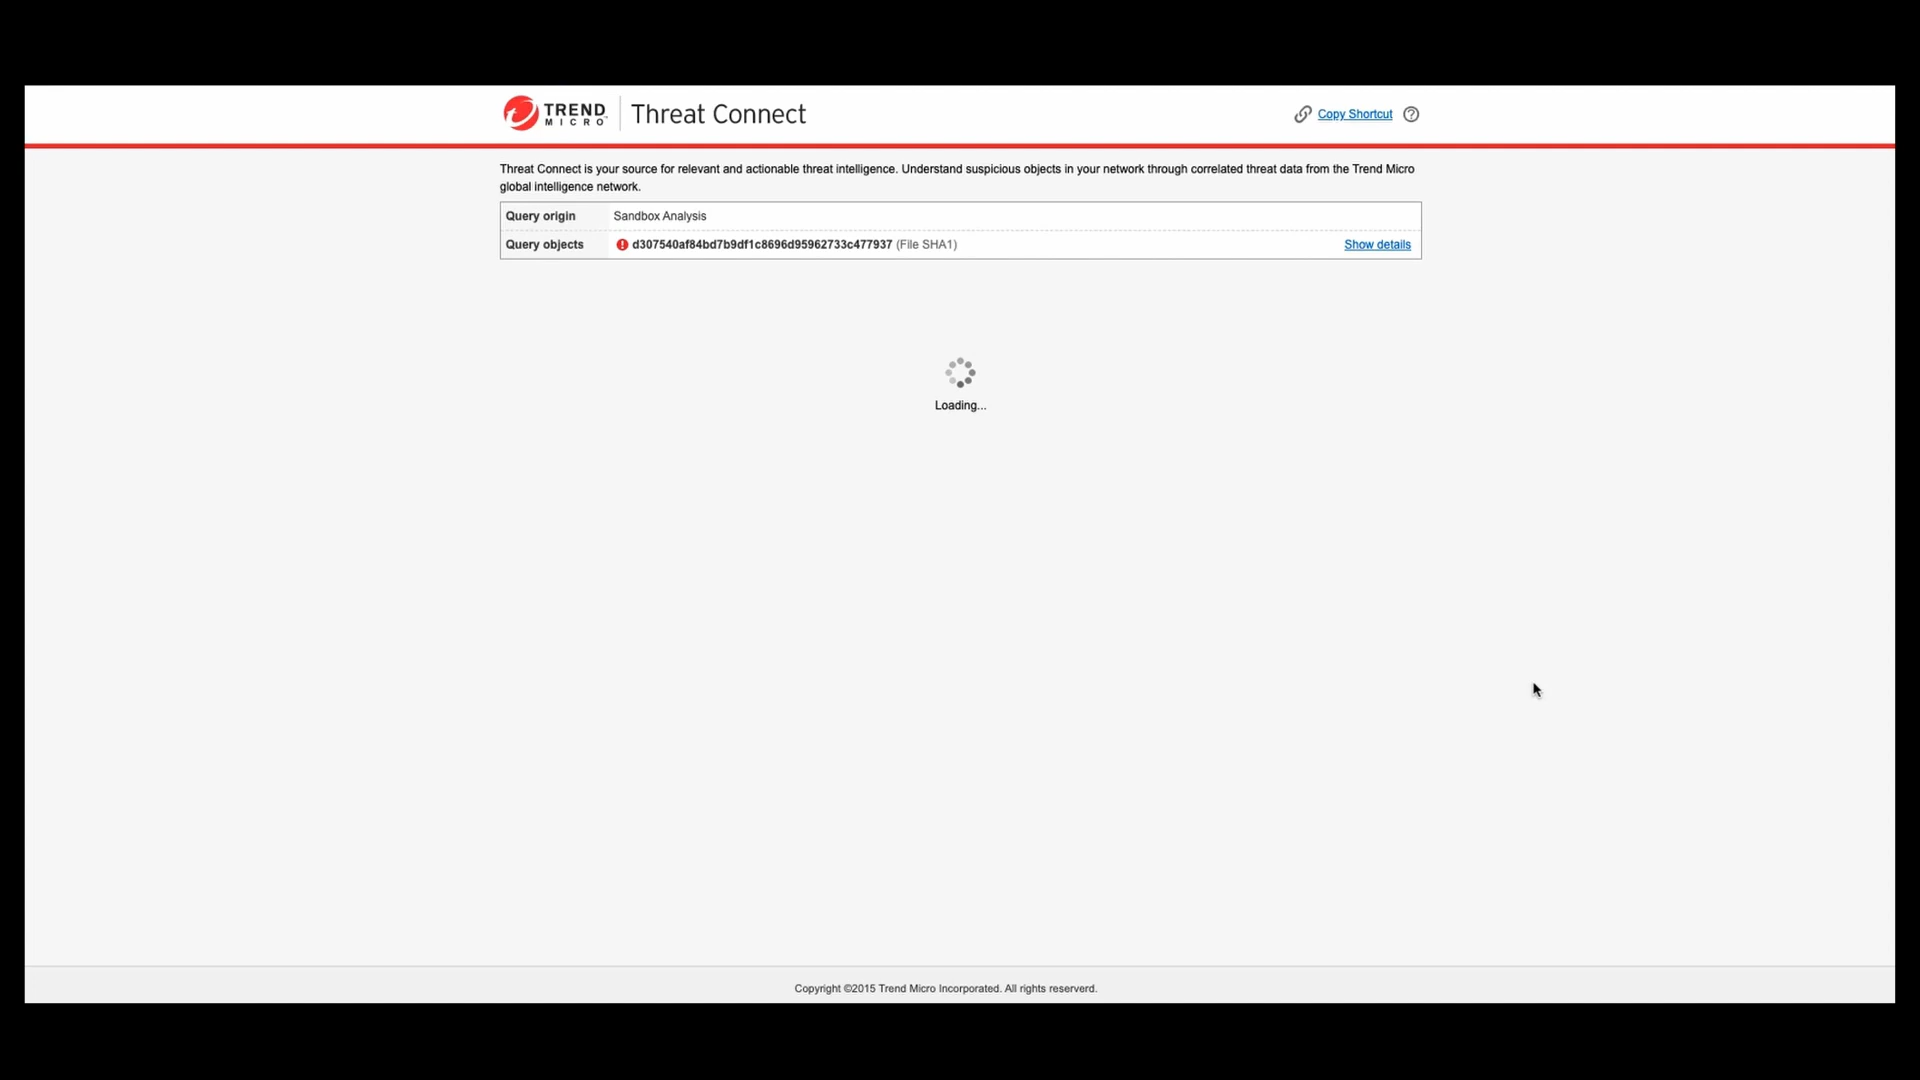 TREND MICRO Threat Connect
Copy Shortcut
Threat Connect is your source for relevant and actionable threat intelligence. Understand suspicious objects in your network through correlated threat data from the Trend Micro
global intelligence network.
Query origin Sandbox Analysis
Query objects d307540af84bd7b9df1c8696d95962733c477937 (File SHA1) Show details
Loading...
Copyright ©2015 Trend Micro Incorporated. All rights reserverd.